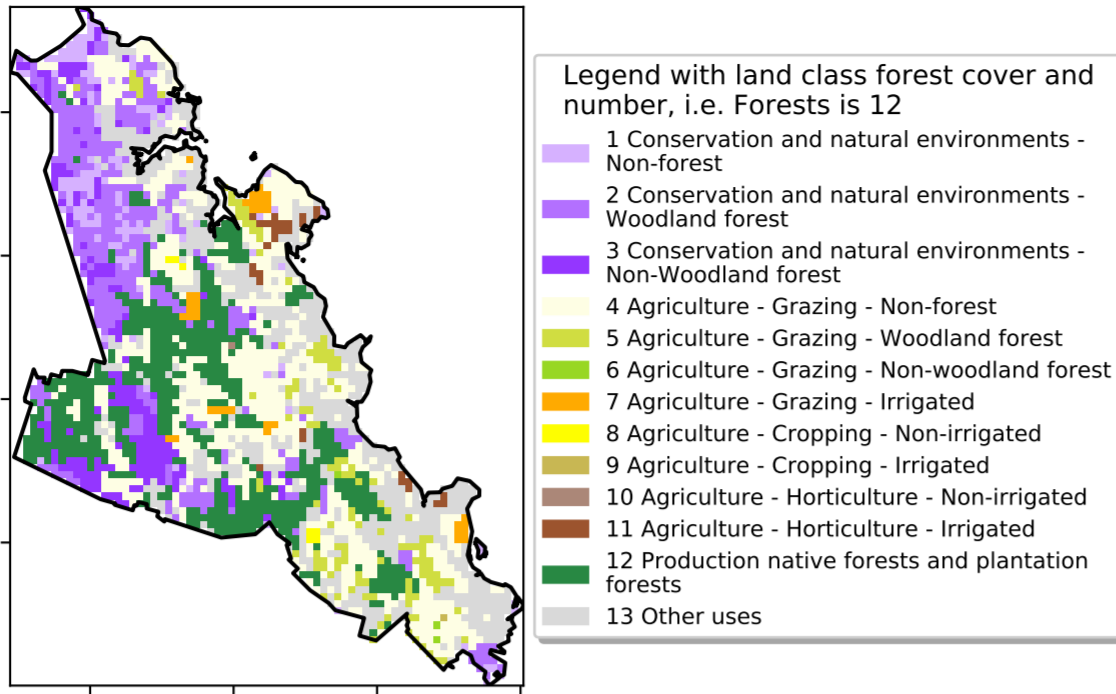 Legend with land class forest cover and
number, i.e. Forests is 12
1 Conservation and natural environments -
Non-forest
2 Conservation and natural environments -
Woodland forest
3 Conservation and natural environments -
Non-Woodland forest
4 Agriculture - Grazing - Non-forest
5 Agriculture - Grazing - Woodland forest
6 Agriculture - Grazing - Non-woodland forest
7 Agriculture - Grazing - Irrigated
8 Agriculture - Cropping - Non-irrigated
9 Agriculture - Cropping - Irrigated
10 Agriculture - Horticulture - Non-irrigated
11 Agriculture - Horticulture - Irrigated
12 Production native forests and plantation
forests
13 Other uses